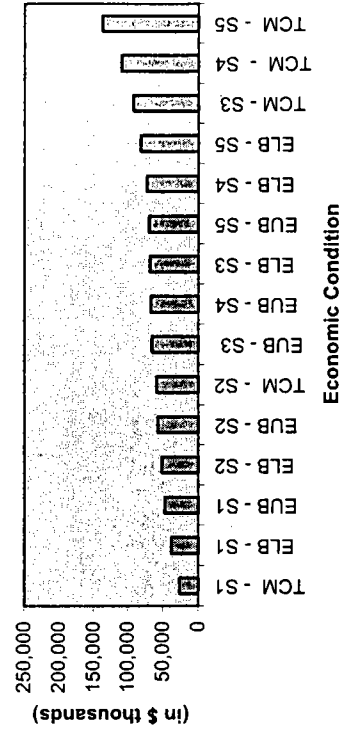 (in $ thousands)
250,000
200,000
150,000
100,000
50,000
0
TCM - S1
ELB - S1
EUB - S1
ELB - S2
EUB - S2
TCM - S2
EUB - S3
EUB - S4
ELB - S3
EUB - S5
ELB - S4
ELB - S5
TCM - S3
TCM - S4
TCM - S5
Economic Condition